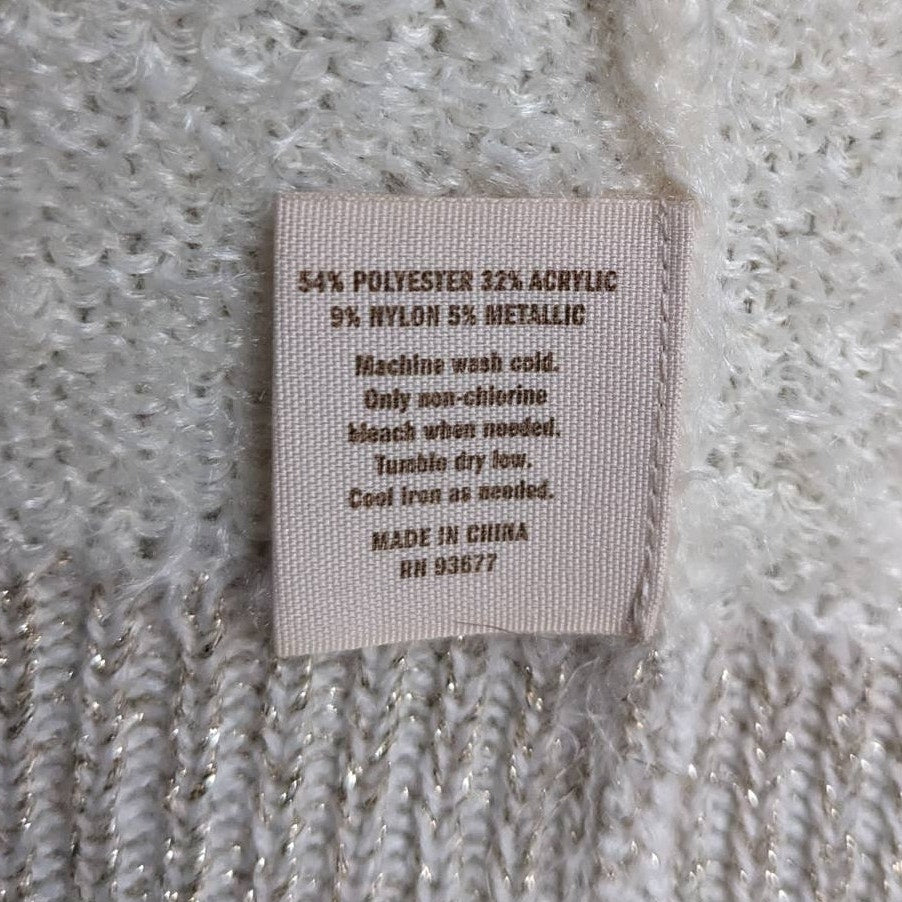 54% POLYESTER 32% ACRYLIC
9% NYLON 5% METALLIC
Machine wash cold.
Only non-chlorine
bleach when needed.
Tumble dry low.
Cool iron as needed.
MADE IN CHINA
RN 93677